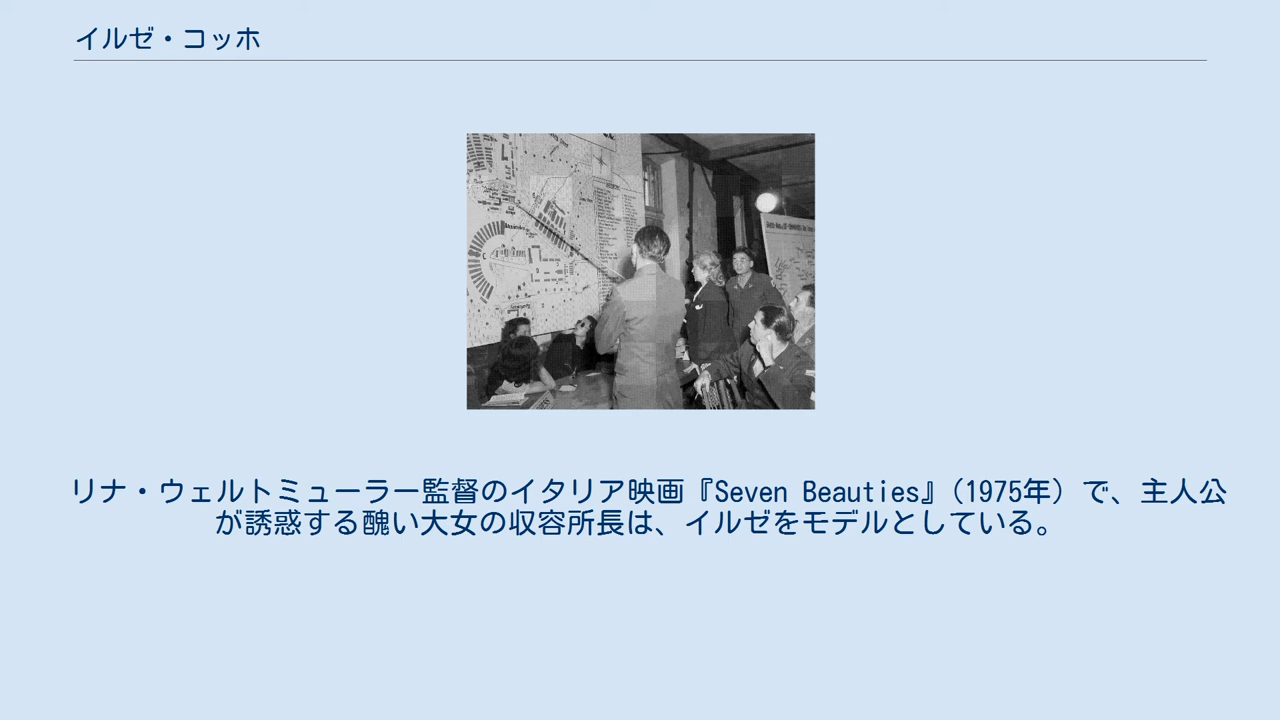 イルゼ・コッホ
リナ・ウェルトミューラー監督のイタリア映画『Seven Beauties』（1975年）で、主人公
が誘惑する醜い大女の収容所長は、イルゼをモデルとしている。